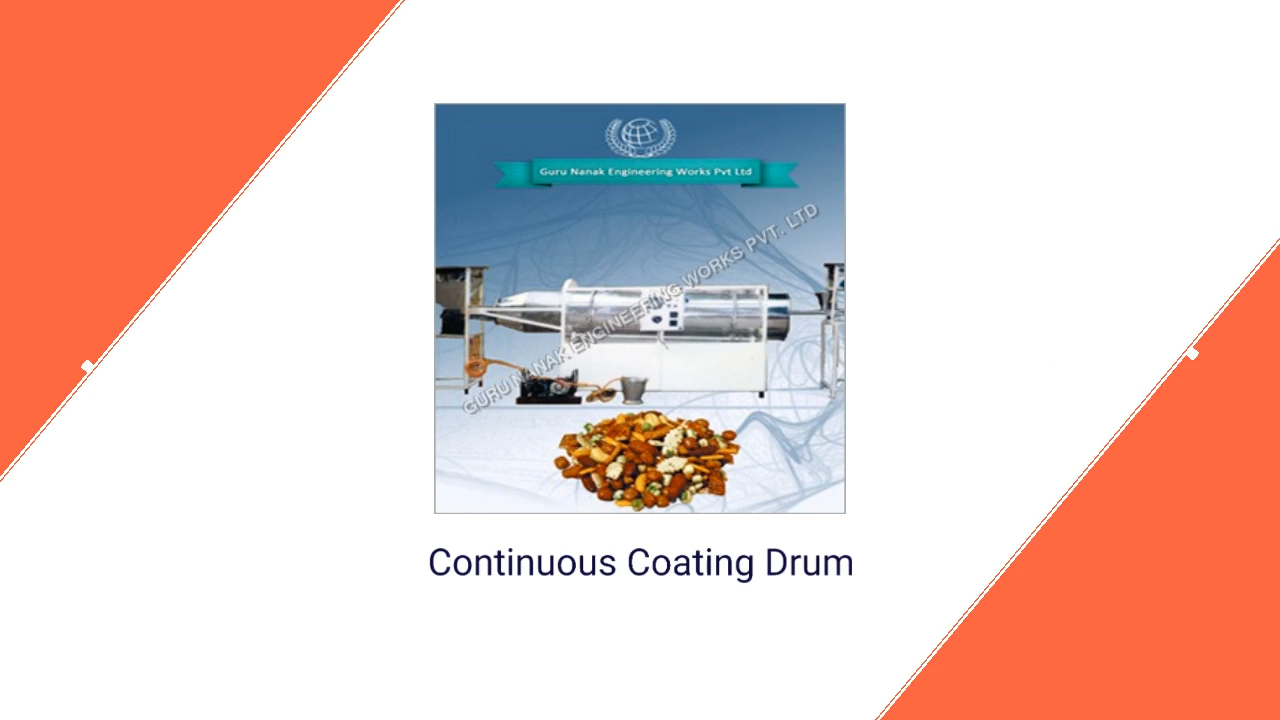 Guru Nanak Engineering Works Pvt Ltd
GURU NANAK ENGINEERING WORKS PVT. LTD
Continuous Coating Drum